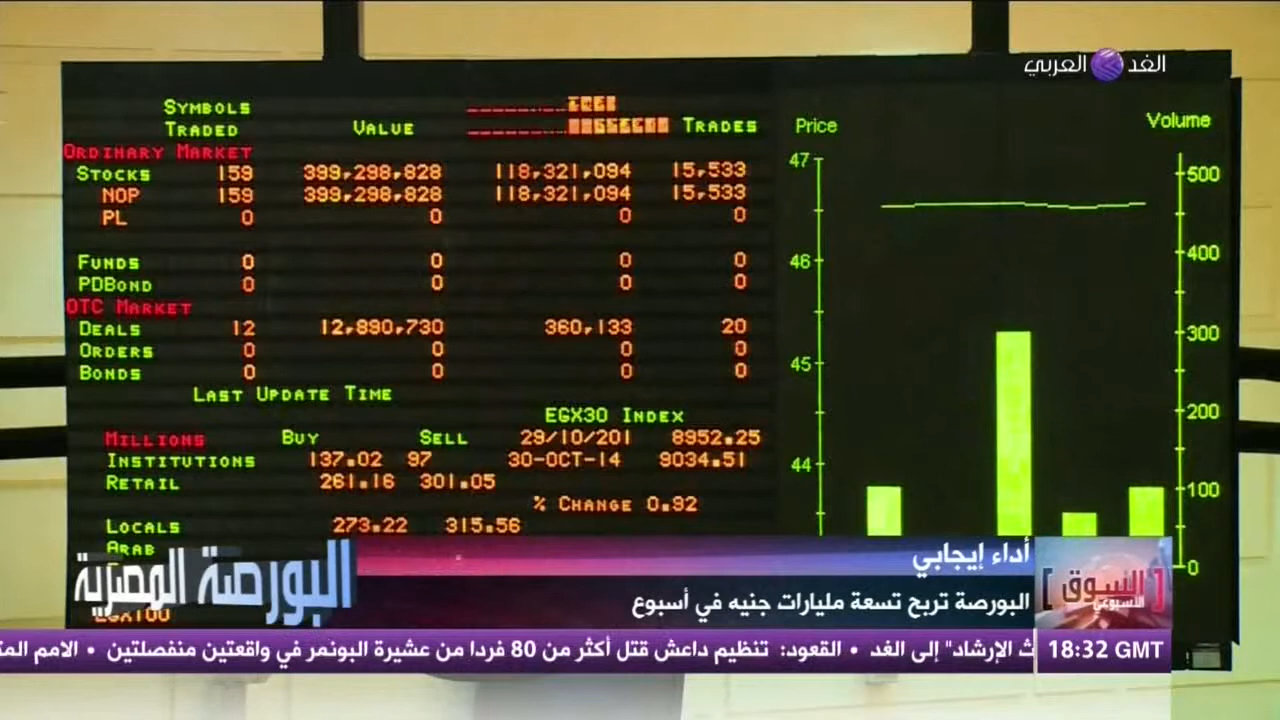 الغد العربي
SYMBOLS
TRADED VALUE TRADES
ORDINARY MARKET
STOCKS 159 399,298,828 118,321,094 15,533
NOP 159 399,298,828 118,321,094 15,533
PL 0 0 0 0
FUNDS 0 0 0 0
PDBOND 0 0 0 0
OTC MARKET
DEALS 12 12,890,730 360,133 20
ORDERS 0 0 0 0
BONDS 0 0 0 0
LAST UPDATE TIME
EGX30 INDEX
MILLIONS BUY SELL 29/10/201 8952.25
INSTITUTIONS 137.02 97 30-OCT-14 9034.51
RETAIL 261.16 301.05
% CHANGE 0.92
LOCALS 273.22 315.56
ARAB
EGX100
Price Volume
47
46
45
44
500
400
300
200
100
0
البورصة المصرية
أداء إيجابي
البورصة تربح تسعة مليارات جنيه في أسبوع
[السوق]
الأسبوعي
ث الإرشاد" إلى الغد • القعود: تنظيم داعش قتل أكثر من 80 فردا من عشيرة البونمر في واقعتين منفصلتين • الامم المت
18:32 GMT